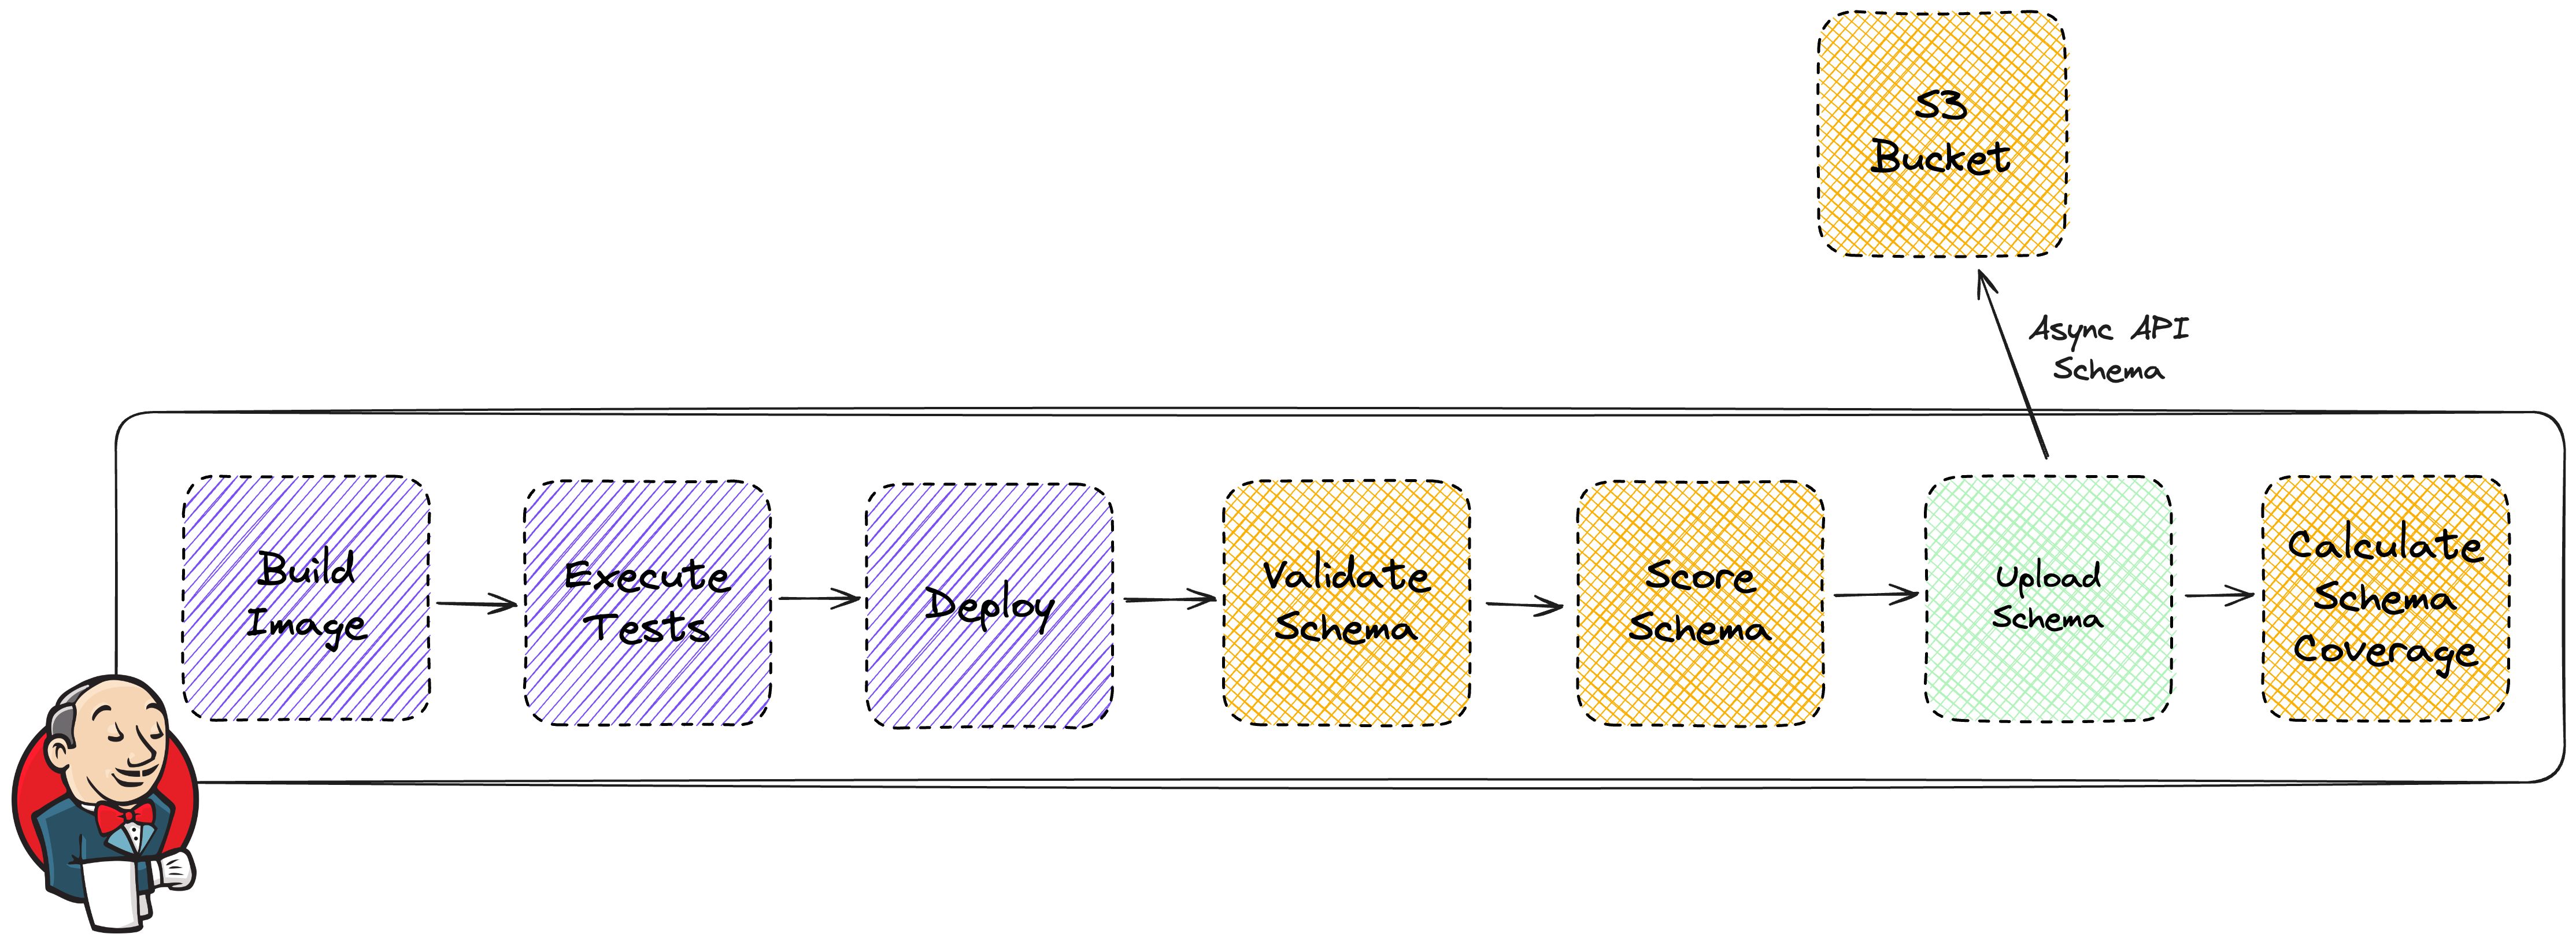 S3
Bucket
Async API
Schema
Build
Image
Execute
Tests
Deploy
Validate
Schema
Score
Schema
Upload
Schema
Calculate
Schema
Coverage